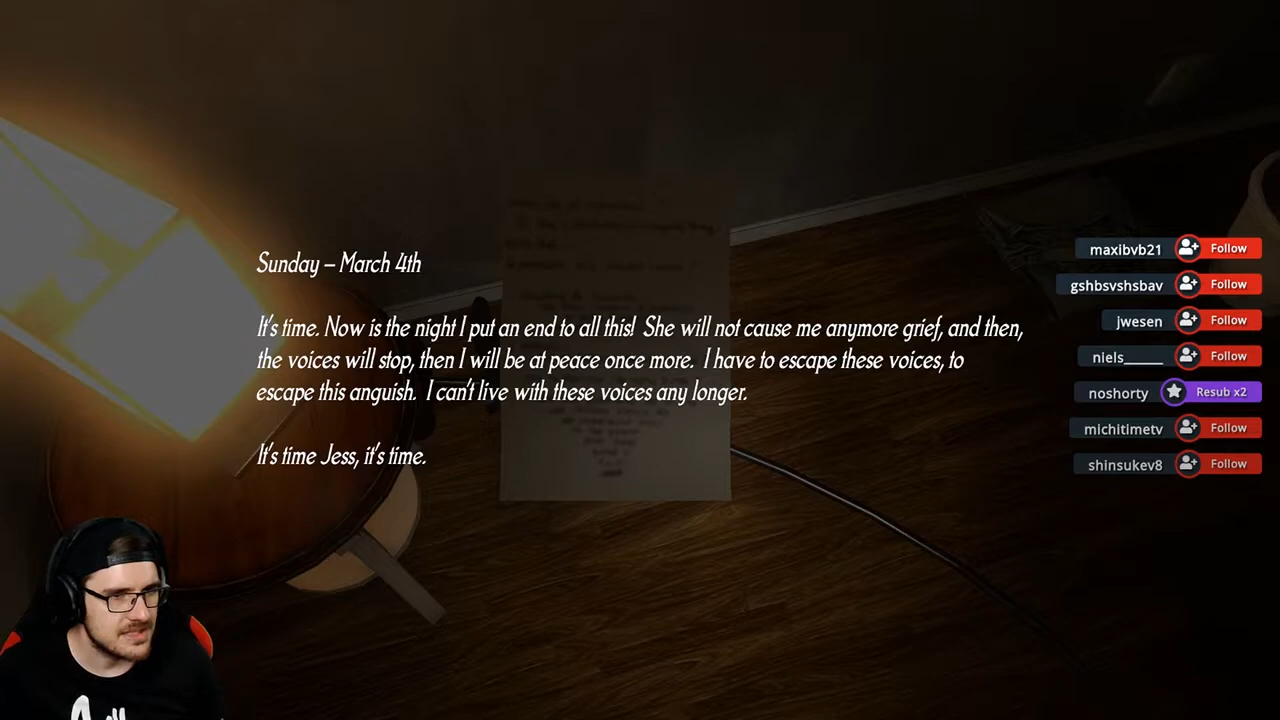 Sunday – March 4th
It's time. Now is the night I put an end to all this! She will not cause me anymore grief, and then,
the voices will stop, then I will be at peace once more. I have to escape these voices, to
escape this anguish. I can't live with these voices any longer.
It's time Jess, it's time.
maxibvb21 Follow
gshbsvshsbav Follow
jwesen Follow
niels______ Follow
noshorty Resub x2
michitimetv Follow
shinsukev8 Follow